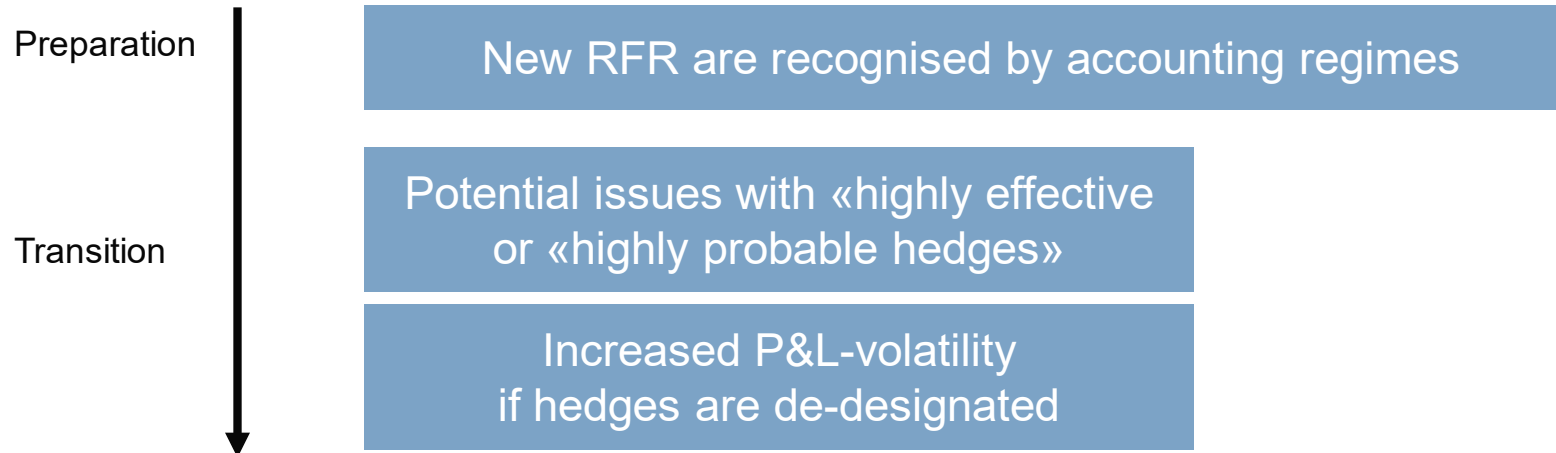 Preparation
New RFR are recognised by accounting regimes
Potential issues with «highly effective
or «highly probable hedges»
Transition
Increased P&L-volatility
if hedges are de-designated